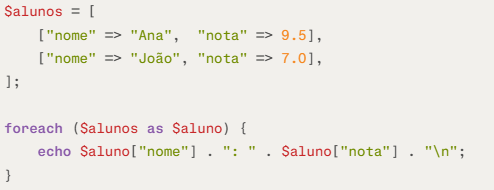 $alunos = [
    ["nome" => "Ana",  "nota" => 9.5],
    ["nome" => "João", "nota" => 7.0],
];

foreach ($alunos as $aluno) {
    echo $aluno["nome"] . ": " . $aluno["nota"] . "\n";
}